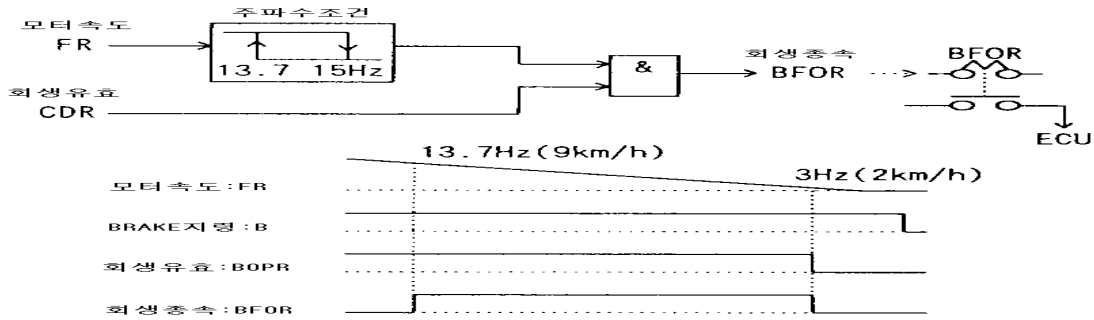 주파수조건
모터속도
FR
13.7 15Hz
&
회생종속
BFOR
BFOR
회생유효
CDR
ECU
13.7Hz(9km/h)
3Hz(2km/h)
모터속도:FR
BRAKE지령:B
회생유효:BOPR
회생종속:BFOR